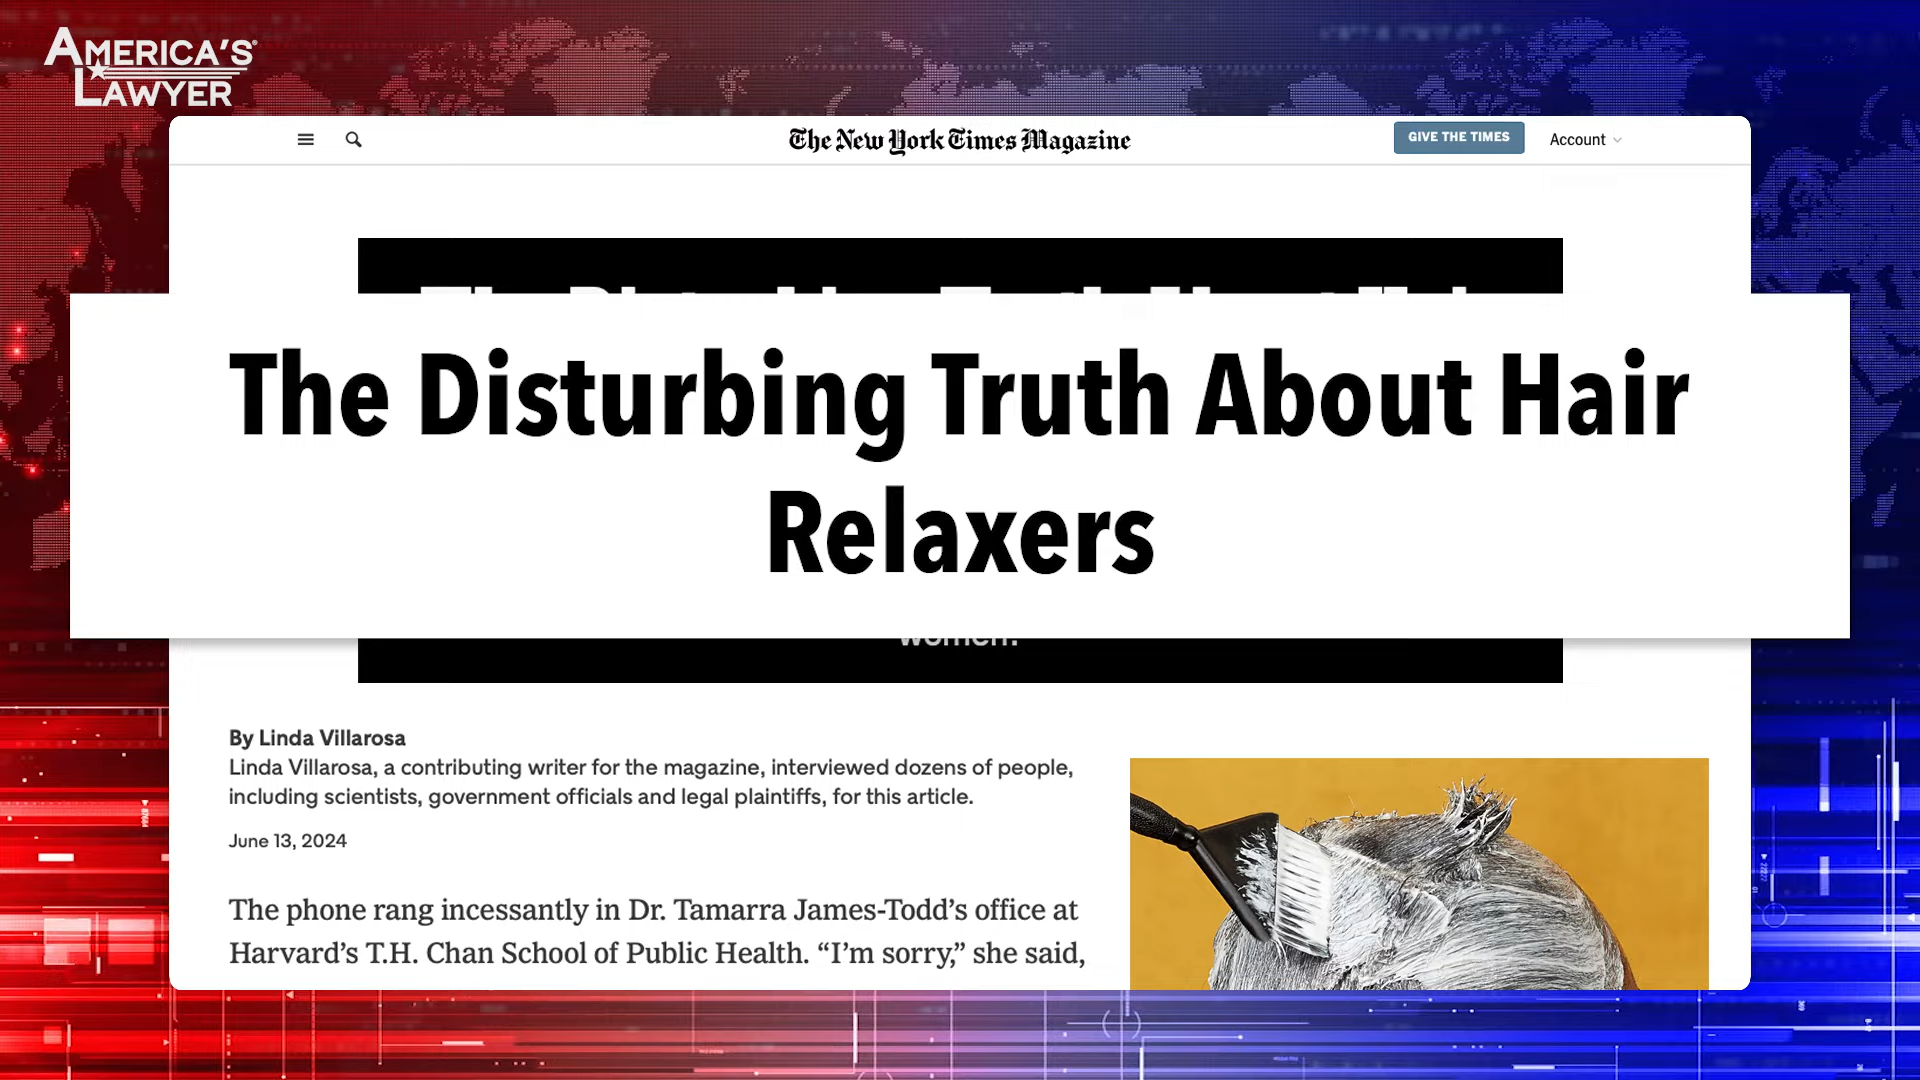 AMERICA'S
LAWYER
The New York Times Magazine
GIVE THE TIMES
Account
The Disturbing Truth About Hair
Relaxers
women?
By Linda Villarosa
Linda Villarosa, a contributing writer for the magazine, interviewed dozens of people,
including scientists, government officials and legal plaintiffs, for this article.
June 13, 2024
The phone rang incessantly in Dr. Tamarra James-Todd’s office at
Harvard’s T.H. Chan School of Public Health. “I’m sorry,” she said,